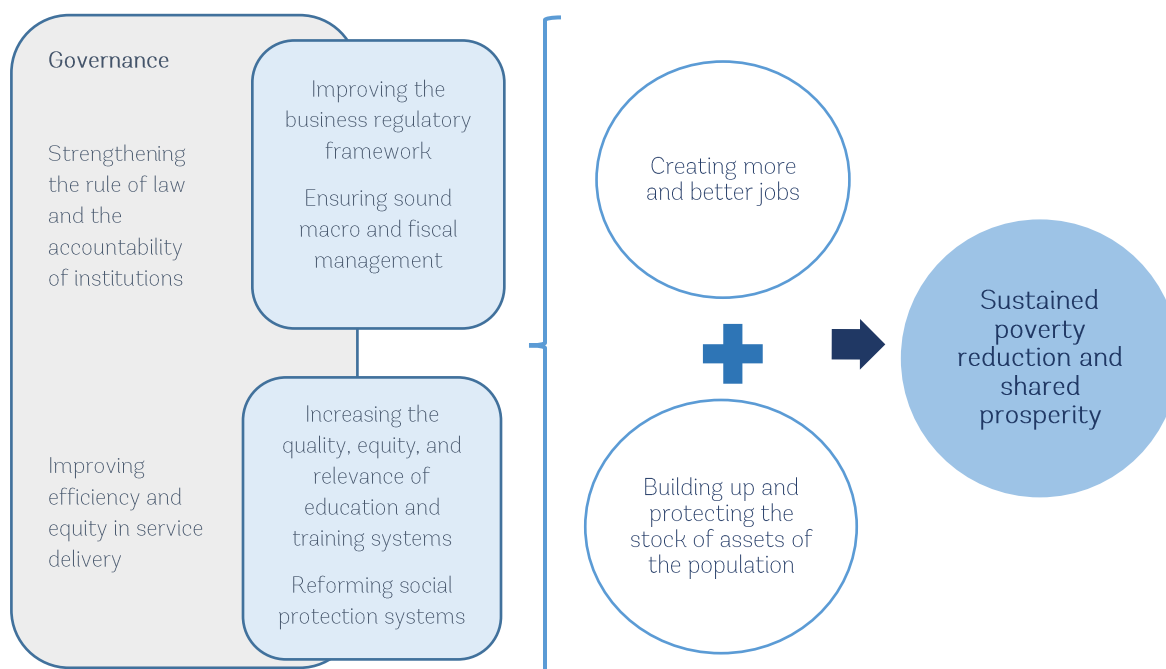 Governance
Strengthening
the rule of law
and the
accountability
of institutions
Improving
efficiency and
equity in service
delivery
Improving the
business regulatory
framework
Ensuring sound
macro and fiscal
management
Increasing the
quality, equity, and
relevance of
education and
training systems
Reforming social
protection systems
Creating more
and better jobs
Building up and
protecting the
stock of assets of
the population
Sustained
poverty
reduction and
shared
prosperity